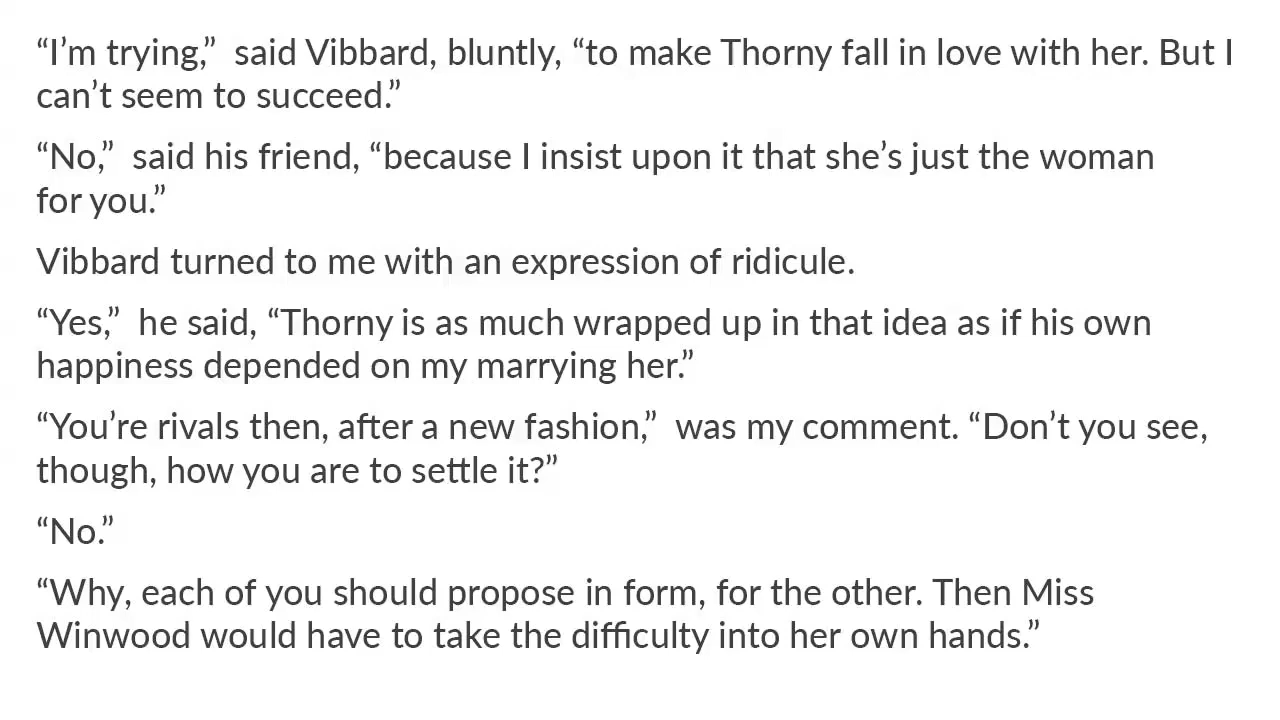 “I’m trying,”  said Vibbard, bluntly, “to make Thorny fall in love with her. But I
can’t seem to succeed.”
“No,”  said his friend, “because I insist upon it that she’s just the woman
for you.”
Vibbard turned to me with an expression of ridicule.
“Yes,”  he said, “Thorny is as much wrapped up in that idea as if his own
happiness depended on my marrying her.”
“You’re rivals then, after a new fashion,”  was my comment. “Don’t you see,
though, how you are to settle it?”
“No.”
“Why, each of you should propose in form, for the other. Then Miss
Winwood would have to take the difficulty into her own hands.”